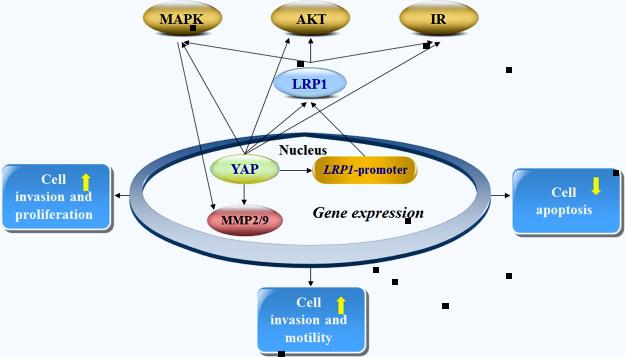 MAPK
AKT
IR
LRP1
Nucleus
YAP
LRP1-promoter
MMP2/9
Gene expression
Cell
invasion and
proliferation
Cell
apoptosis
Cell
invasion and
motility